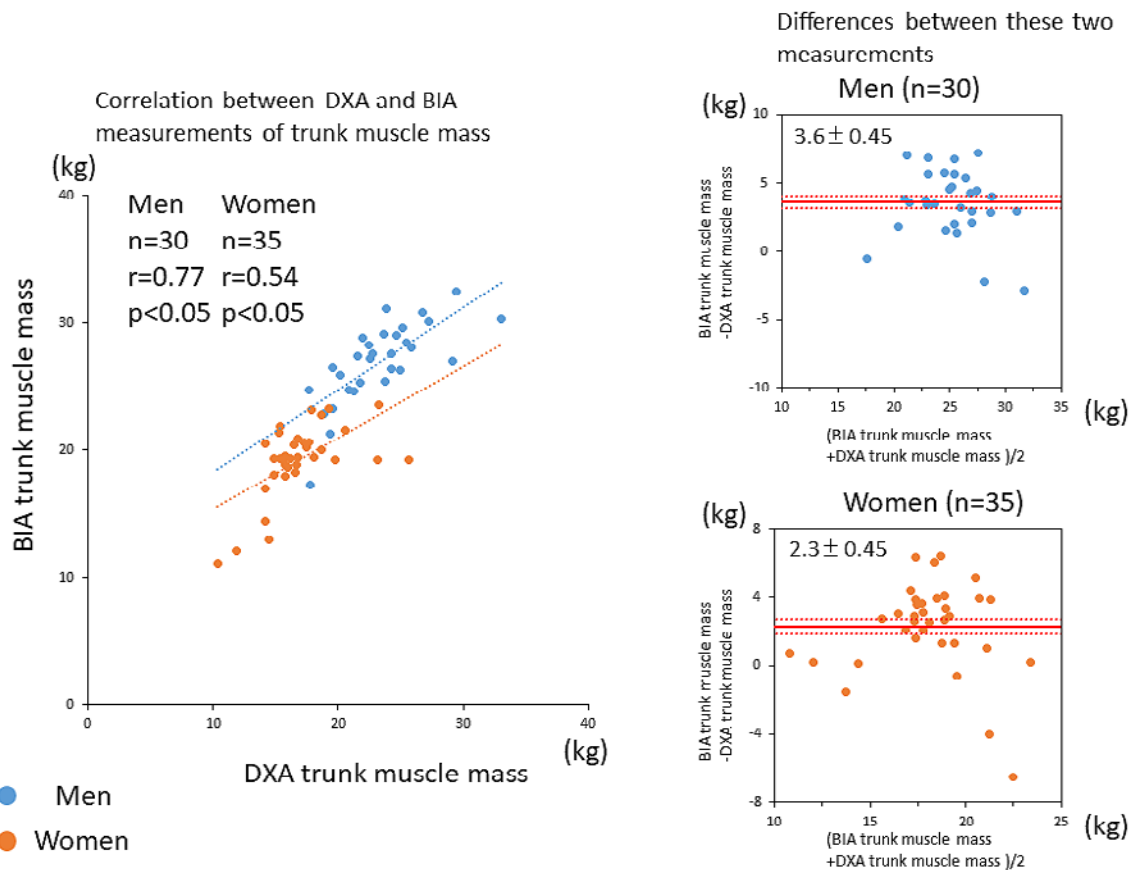 Correlation between DXA and BIA
measurements of trunk muscle mass
(kg)
40
30
20
10
0
Men Women
n=30 n=35
r=0.77 r=0.54
p<0.05 p<0.05
BIA trunk muscle mass
0 10 20 30 40
(kg)
DXA trunk muscle mass
Men
Women
Differences between these two
measurements
Men (n=30)
(kg)
10
5
0
-5
-10
3.6± 0.45
BIA trunk muscle mass
-DXA trunk muscle mass
10 15 20 25 30 35
(kg)
(BIA trunk muscle mass
+DXA trunk muscle mass )/2
Women (n=35)
(kg)
8
4
0
-4
-8
2.3± 0.45
BIA trunk muscle mass
-DXA trunk muscle mass
10 15 20 25
(kg)
(BIA trunk muscle mass
+DXA trunk muscle mass )/2